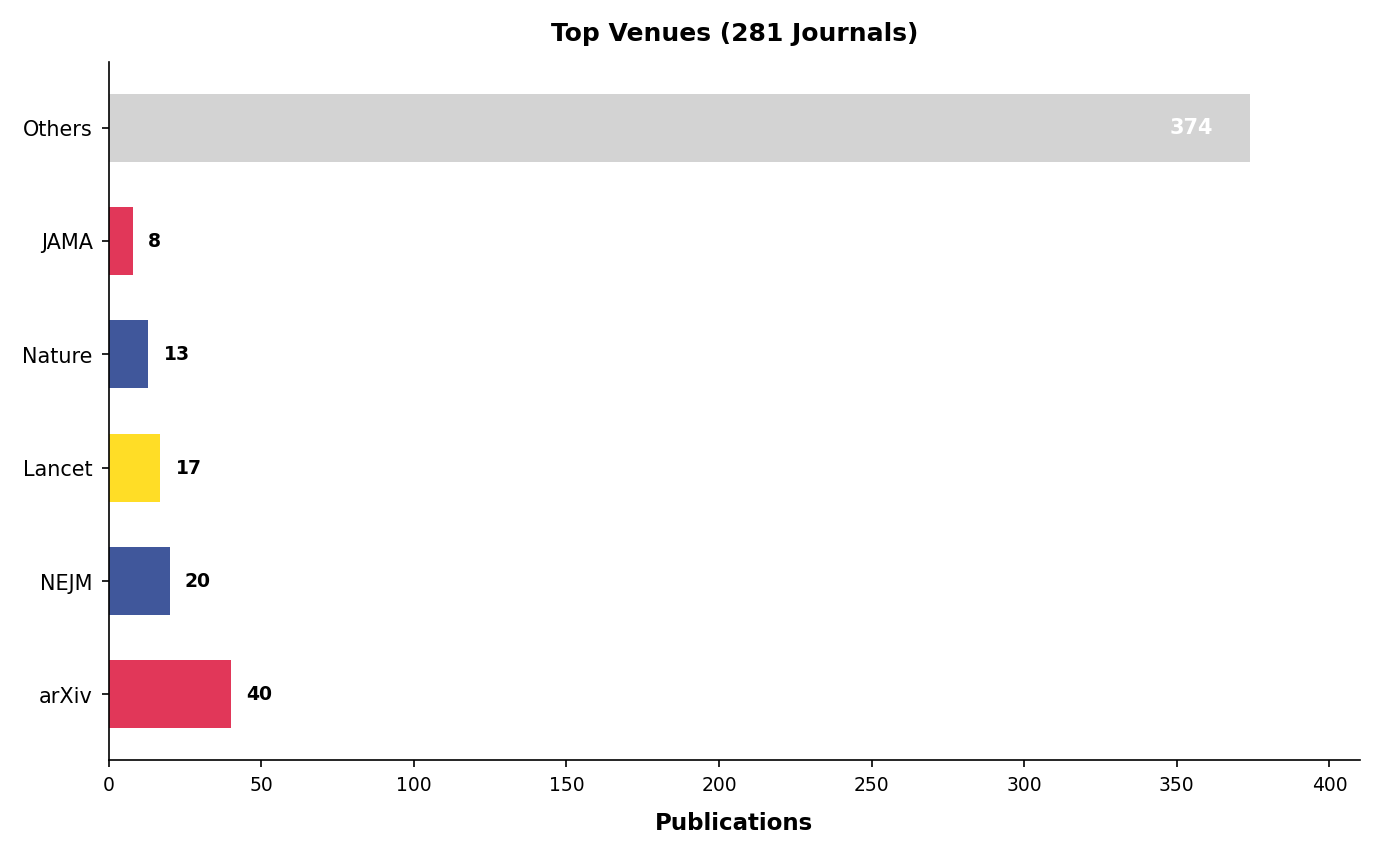 Top Venues (281 Journals)
Others 374
JAMA 8
Nature 13
Lancet 17
NEJM 20
arXiv 40
0 50 100 150 200 250 300 350 400
Publications